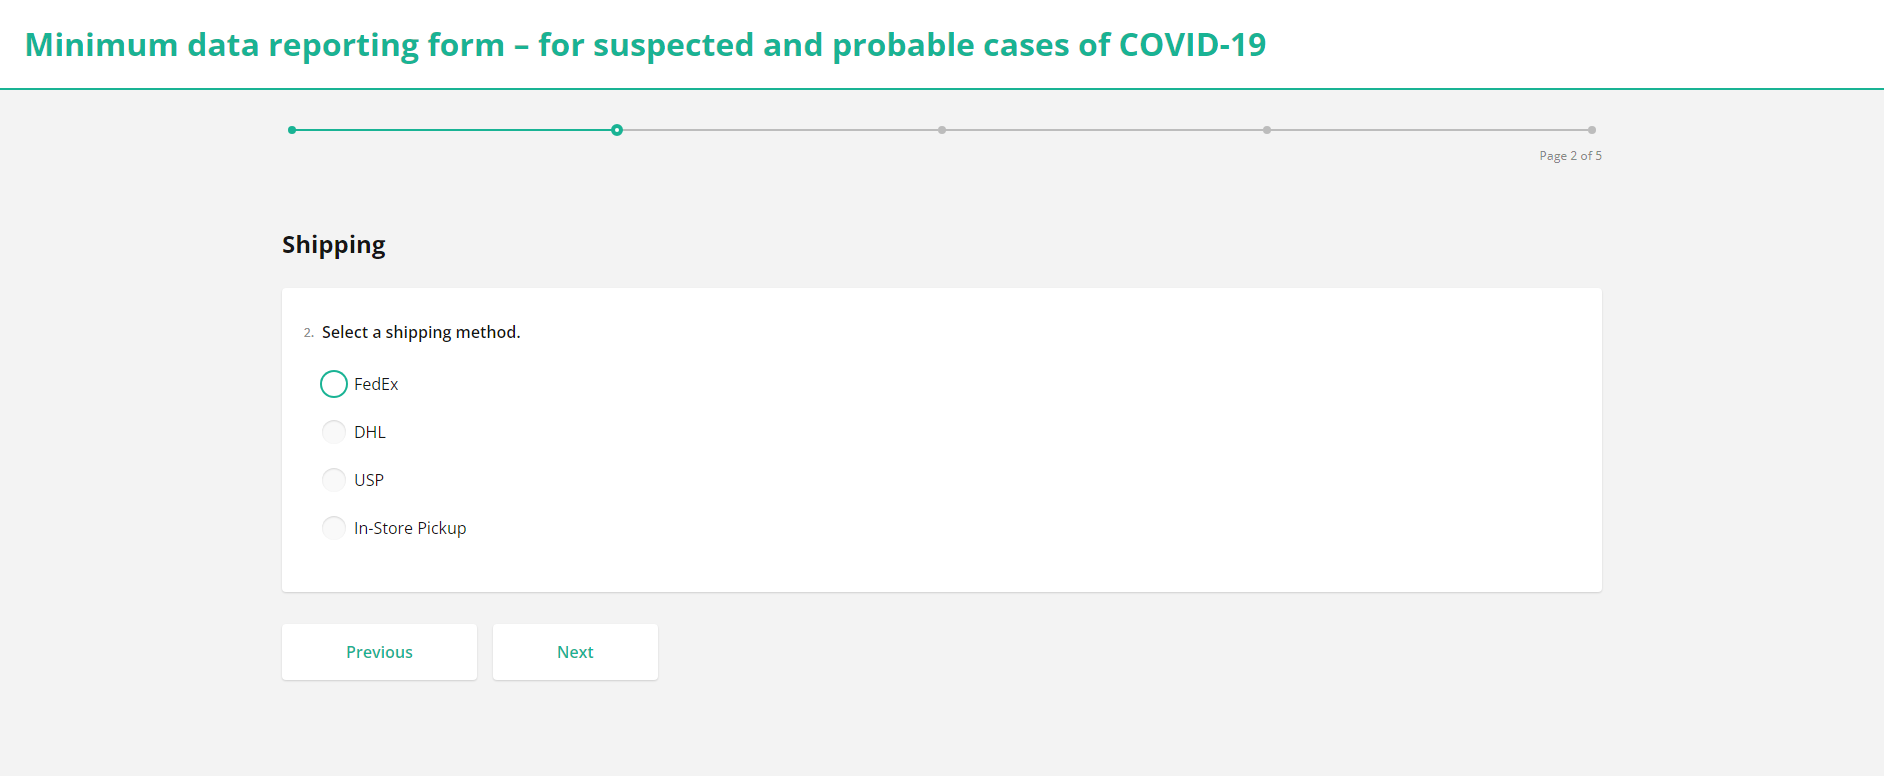 Minimum data reporting form – for suspected and probable cases of COVID-19
Page 2 of 5
Shipping
2. Select a shipping method.
FedEx
DHL
USP
In-Store Pickup
Previous
Next